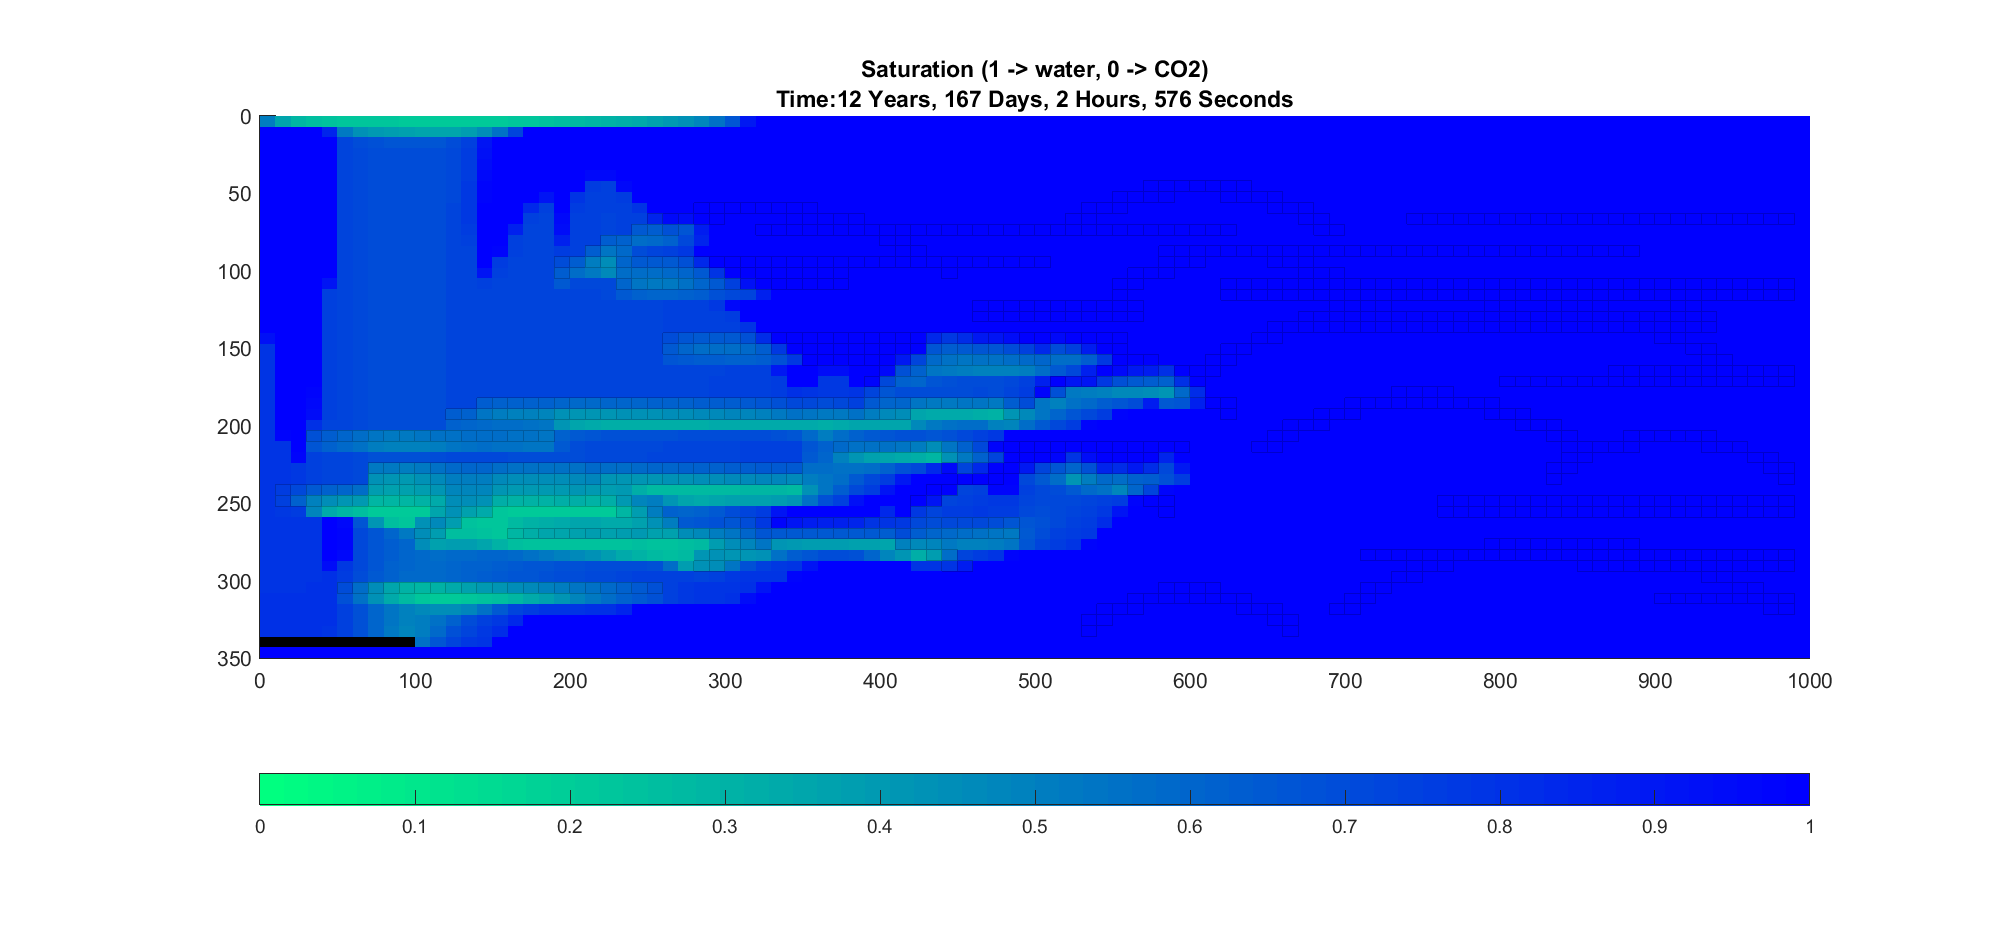 Saturation (1 -> water, 0 -> CO2)
Time:12 Years, 167 Days, 2 Hours, 576 Seconds
0
50
100
150
200
250
300
350
0 100 200 300 400 500 600 700 800 900 1000
0 0.1 0.2 0.3 0.4 0.5 0.6 0.7 0.8 0.9 1